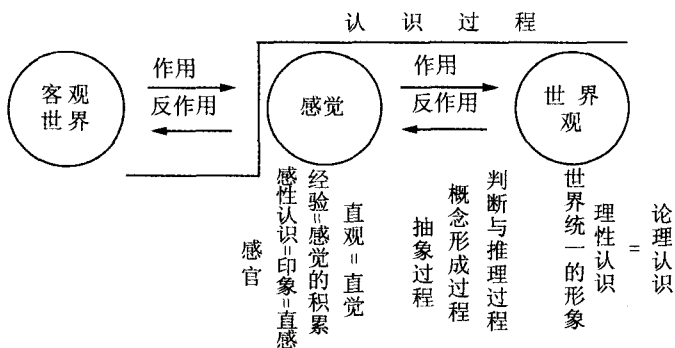 认识过程
客观
世界
作用
反作用
感觉
作用
反作用
世界
观
感官
感性认识=印象=直感
经验=感觉的积累
直观=直觉
抽象过程
概念形成过程
判断与推理过程
世界统一的形象
理性认识
=
论理认识